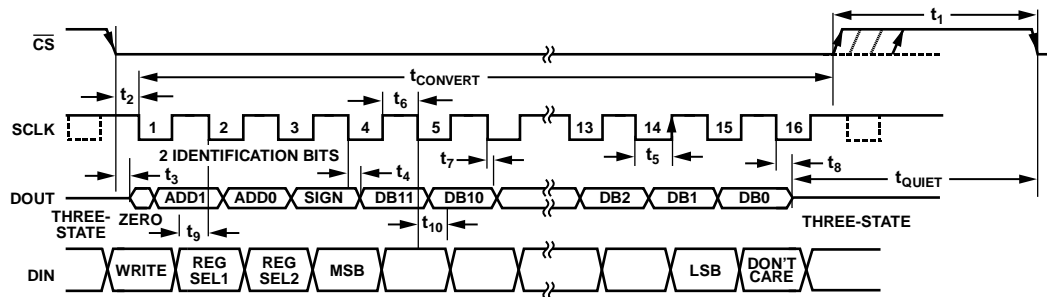 t1
CS
tCONVERT
t2
t6
SCLK
1 2 3 4 5 13 14 15 16
2 IDENTIFICATION BITS
t3 t4 t7 t5 t8
tQUIET
DOUT
ZERO ADD1 ADD0 SIGN DB11 DB10 DB2 DB1 DB0
THREE-
STATE
THREE-STATE
t9 t10
DIN
WRITE
REG
SEL1
REG
SEL2
MSB
LSB
DON'T
CARE